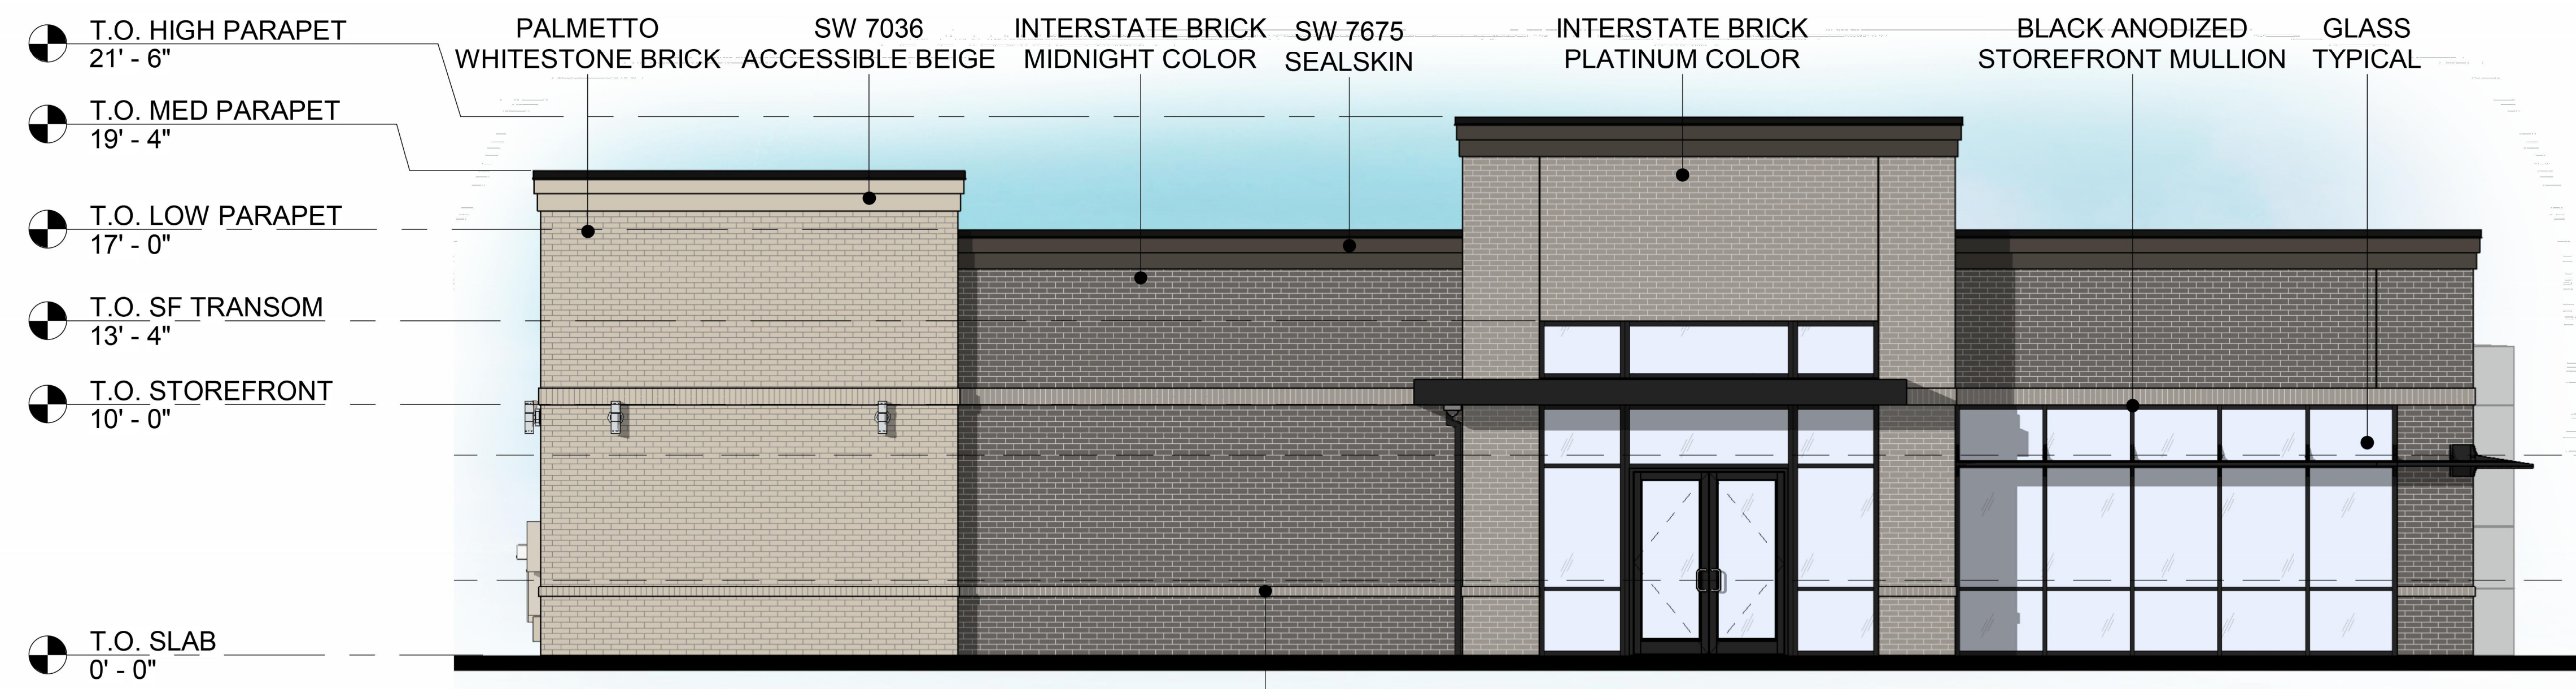 T.O. HIGH PARAPET
21' - 6"
T.O. MED PARAPET
19' - 4"
T.O. LOW PARAPET
17' - 0"
T.O. SF TRANSOM
13' - 4"
T.O. STOREFRONT
10' - 0"
T.O. SLAB
0' - 0"
PALMETTO
WHITESTONE BRICK
SW 7036
ACCESSIBLE BEIGE
INTERSTATE BRICK
MIDNIGHT COLOR
SW 7675
SEALSKIN
INTERSTATE BRICK
PLATINUM COLOR
BLACK ANODIZED
STOREFRONT MULLION
GLASS
TYPICAL